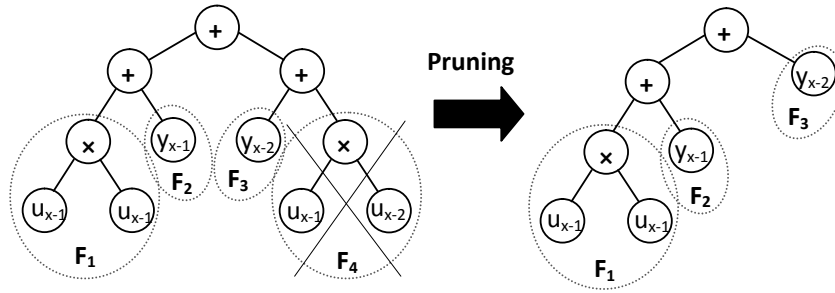 +
+
+
Pruning
+
+
y_{x-2}
F_3
×
y_{x-1}
y_{x-2}
×
×
y_{x-1}
F_2
F_3
F_2
u_{x-1}
u_{x-1}
u_{x-1}
u_{x-2}
u_{x-1}
u_{x-1}
F_1
F_4
F_1